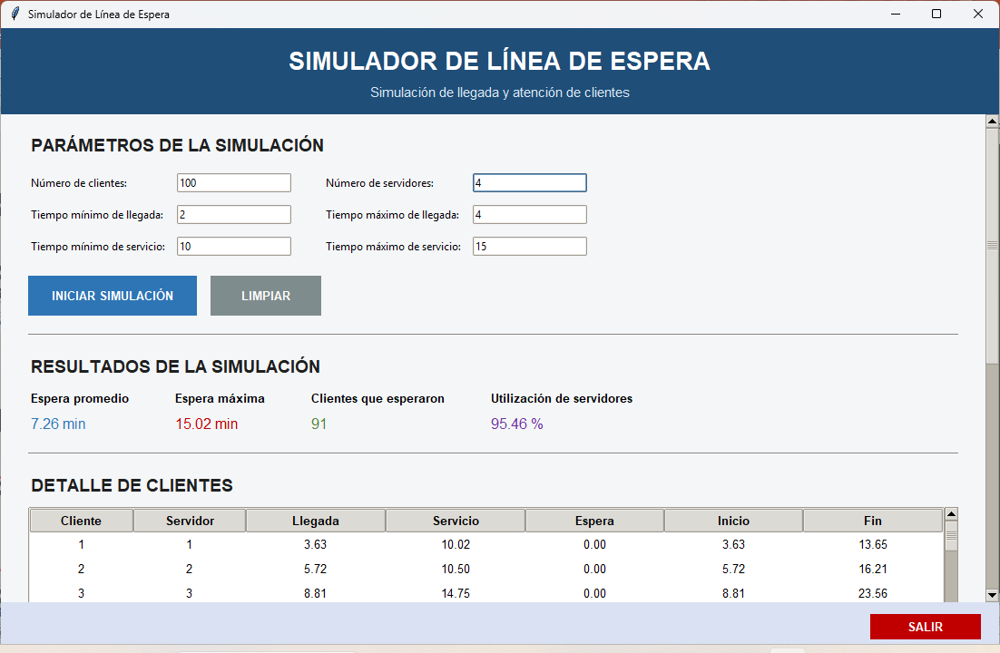 Simulador de Línea de Espera
SIMULADOR DE LÍNEA DE ESPERA
Simulación de llegada y atención de clientes
PARÁMETROS DE LA SIMULACIÓN
Número de clientes: 100 Número de servidores: 4
Tiempo mínimo de llegada: 2 Tiempo máximo de llegada: 4
Tiempo mínimo de servicio: 10 Tiempo máximo de servicio: 15
INICIAR SIMULACIÓN LIMPIAR
RESULTADOS DE LA SIMULACIÓN
Espera promedio Espera máxima Clientes que esperaron Utilización de servidores
7.26 min 15.02 min 91 95.46 %
DETALLE DE CLIENTES
Cliente Servidor Llegada Servicio Espera Inicio Fin
1 1 3.63 10.02 0.00 3.63 13.65
2 2 5.72 10.50 0.00 5.72 16.21
3 3 8.81 14.75 0.00 8.81 23.56
SALIR